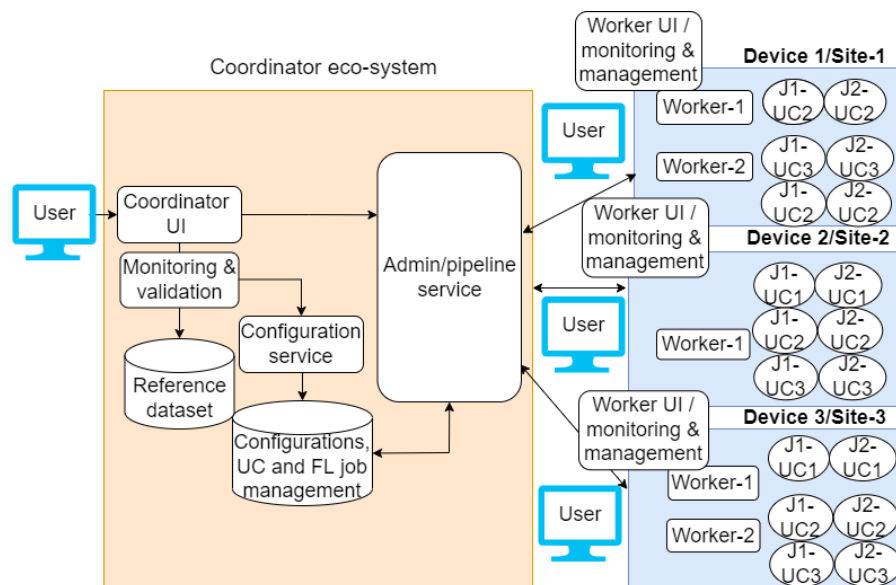 Coordinator eco-system
User
Coordinator
UI
Monitoring &
validation
Reference
dataset
Configuration
service
Configurations,
UC and FL job
management
Admin/pipeline
service
Worker UI /
monitoring &
management
User
Device 1/Site-1
Worker-1
J1-
UC2
J2-
UC2
Worker-2
J1-
UC3
J2-
UC3
J1-
UC2
J2-
UC2
Worker UI /
monitoring &
management
User
Device 2/Site-2
J1-
UC1
J2-
UC1
Worker-1
J1-
UC2
J2-
UC2
J1-
UC3
J2-
UC3
Worker UI /
monitoring &
management
User
Device 3/Site-3
Worker-1
J1-
UC1
J2-
UC1
Worker-2
J1-
UC2
J2-
UC2
J1-
UC3
J2-
UC3